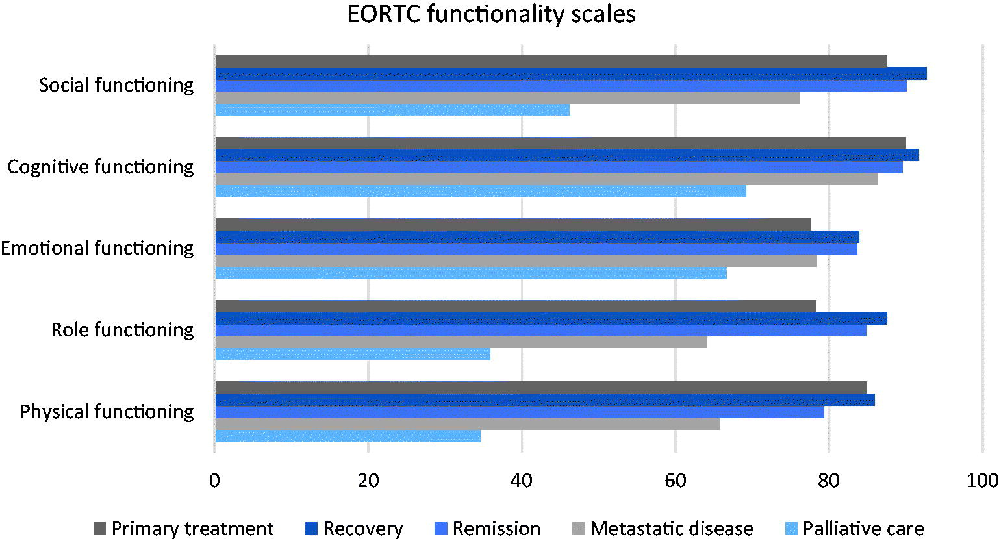 EORTC functionality scales
Social functioning
Cognitive functioning
Emotional functioning
Role functioning
Physical functioning
0 20 40 60 80 100
Primary treatment Recovery Remission Metastatic disease Palliative care